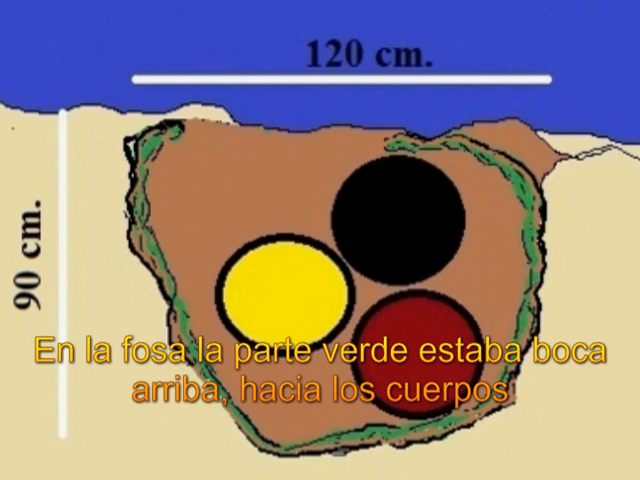 120 cm.
90 cm.
En la fosa la parte verde estaba boca
arriba, hacia los cuerpos